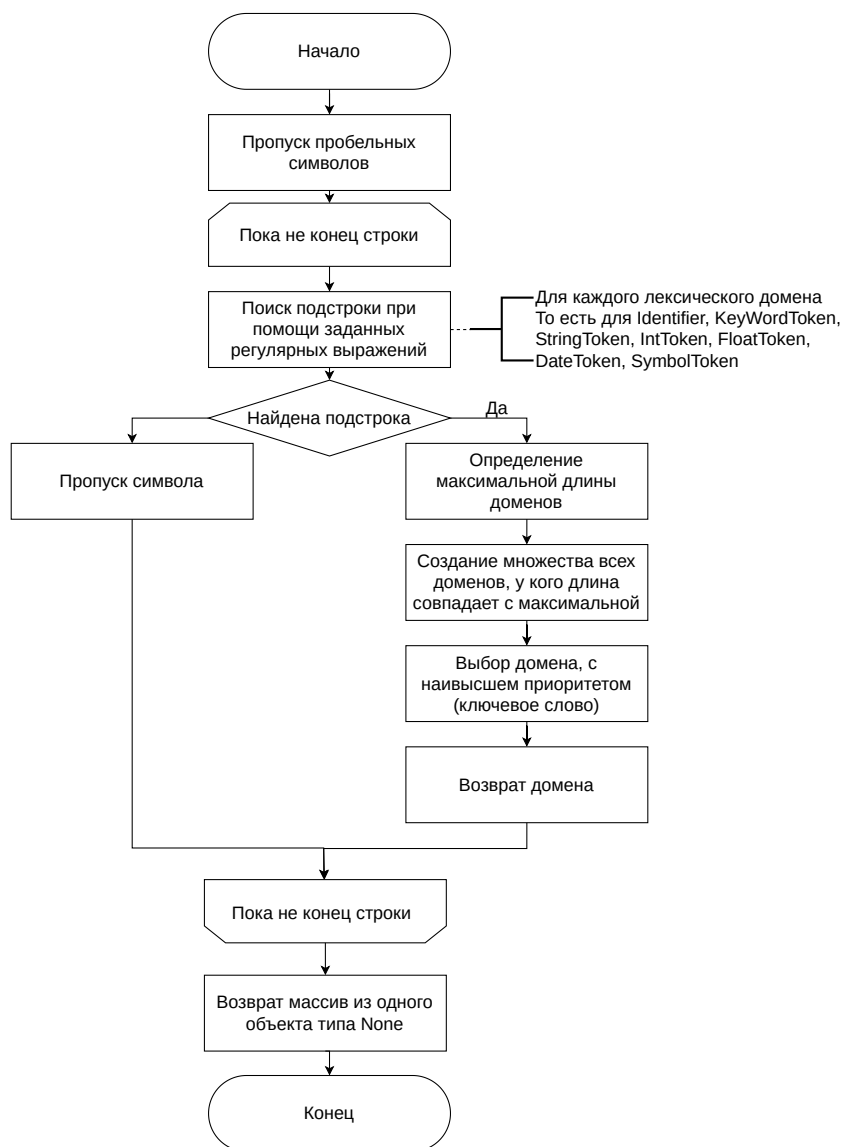 Начало
Пропуск пробельных
символов
Пока не конец строки
Поиск подстроки при
помощи заданных
регулярных выражений
Для каждого лексического домена
То есть для Identifier, KeyWordToken,
StringToken, IntToken, FloatToken,
DateToken, SymbolToken
Найдена подстрока
Да
Пропуск символа
Определение
максимальной длины
доменов
Создание множества всех
доменов, у кого длина
совпадает с максимальной
Выбор домена, с
наивысшем приоритетом
(ключевое слово)
Возврат домена
Пока не конец строки
Возврат массив из одного
объекта типа None
Конец